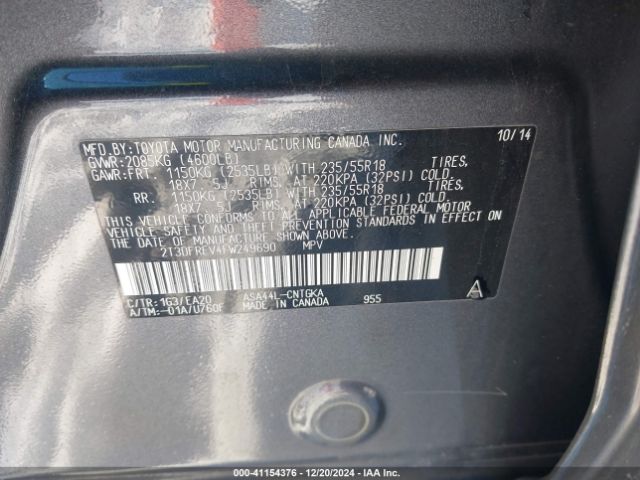 MFD.BY:TOYOTA MOTOR MANUFACTURING CANADA INC. 10/14
GVWR:2085KG (4600LB)
GAWR:FRT. 1150KG (2535LB) WITH 235/55R18 TIRES,
18X7.5J RIMS, AT 220KPA (32PSI) COLD.
RR. 1150KG (2535LB) WITH 235/55R18 TIRES,
18X7.5J RIMS, AT 220KPA (32PSI) COLD.
THIS VEHICLE CONFORMS TO ALL APPLICABLE FEDERAL MOTOR
VEHICLE SAFETY AND THEFT PREVENTION STANDARDS IN EFFECT ON
THE DATE OF MANUFACTURE SHOWN ABOVE.
2T3DFREV4FW249690 MPV
C/TR:1G3/EA20 ASA44L-CNTGKA A
A/TM:-01A/U760F MADE IN CANADA 955
00-41154376 - 12/20/2024 - IAA Inc.